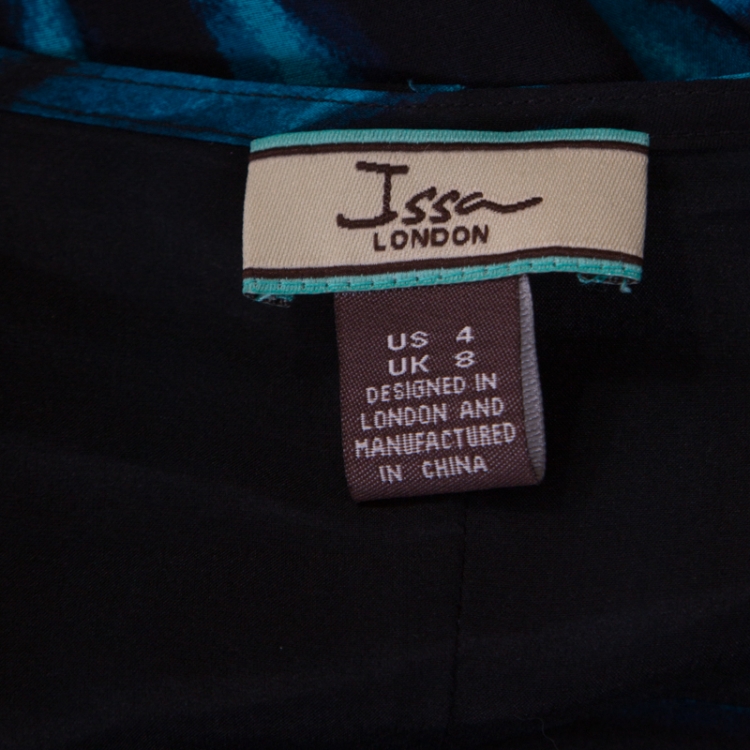 Issa
LONDON
US 4
UK 8
DESIGNED IN
LONDON AND
MANUFACTURED
IN CHINA